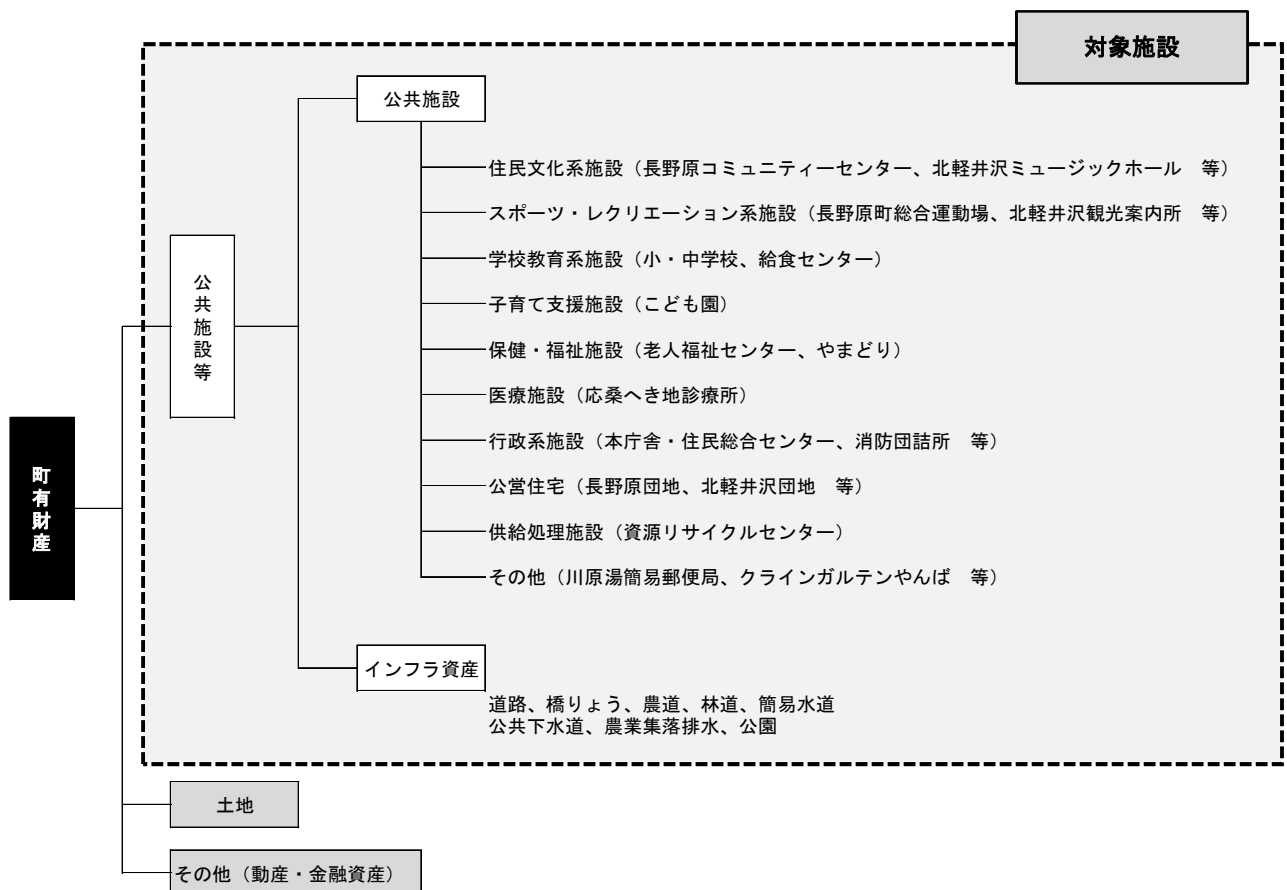 対象施設
公共施設
住民文化系施設（長野原コミュニティーセンター、北軽井沢ミュージックホール　等）
スポーツ・レクリエーション系施設（長野原町総合運動場、北軽井沢観光案内所　等）
学校教育系施設（小・中学校、給食センター）
子育て支援施設（こども園）
保健・福祉施設（老人福祉センター、やまどり）
医療施設（応桑へき地診療所）
行政系施設（本庁舎・住民総合センター、消防団詰所　等）
公営住宅（長野原団地、北軽井沢団地　等）
供給処理施設（資源リサイクルセンター）
その他（川原湯簡易郵便局、クラインガルテンやんば　等）
公共施設等
町有財産
インフラ資産
道路、橋りょう、農道、林道、簡易水道
公共下水道、農業集落排水、公園
土地
その他（動産・金融資産）